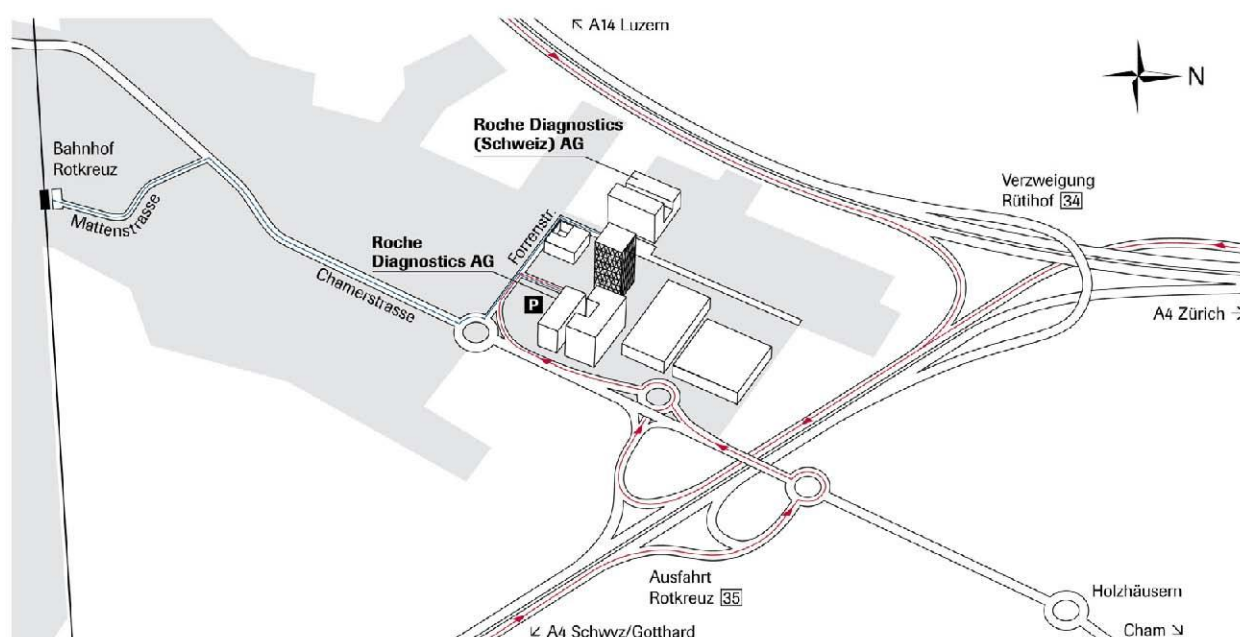 ↖ A14 Luzern
N
Roche Diagnostics
(Schweiz) AG
Bahnhof
Rotkreuz
Verzweigung
Rütihof 34
Mattenstrasse
Forrenstr.
Roche
Diagnostics AG
Chamerstrasse
P
A4 Zürich →
Ausfahrt
Rotkreuz 35
Holzhäusern
↙ A4 Schwyz/Gotthard
Cham ↘